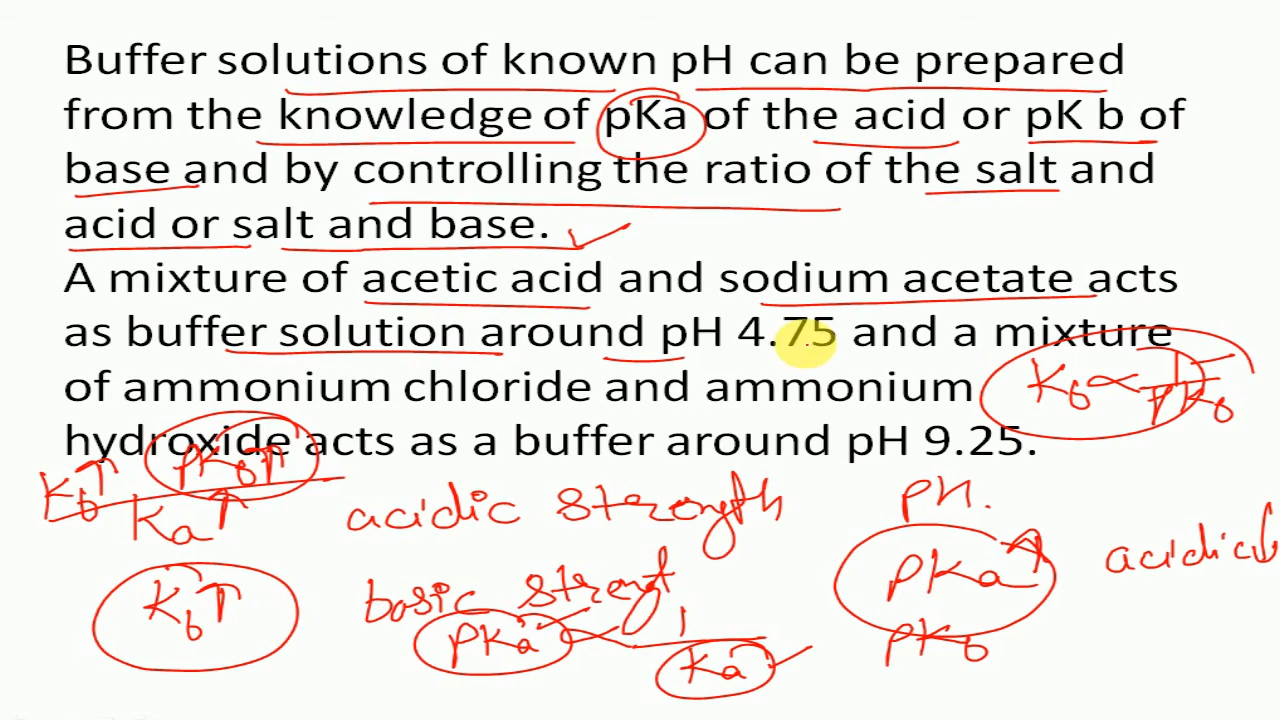 Buffer solutions of known pH can be prepared
from the knowledge of pKa of the acid or pK b of
base and by controlling the ratio of the salt and
acid or salt and base.
A mixture of acetic acid and sodium acetate acts
as buffer solution around pH 4.75 and a mixture
of ammonium chloride and ammonium
hydroxide acts as a buffer around pH 9.25.
Kb ∝ 1/pKb
Kb↑ pKb↑
Ka↑ acidic strength
pH.
pKa↑
Kb↑ basic strengt
pKb
pKa ∝ 1/Ka